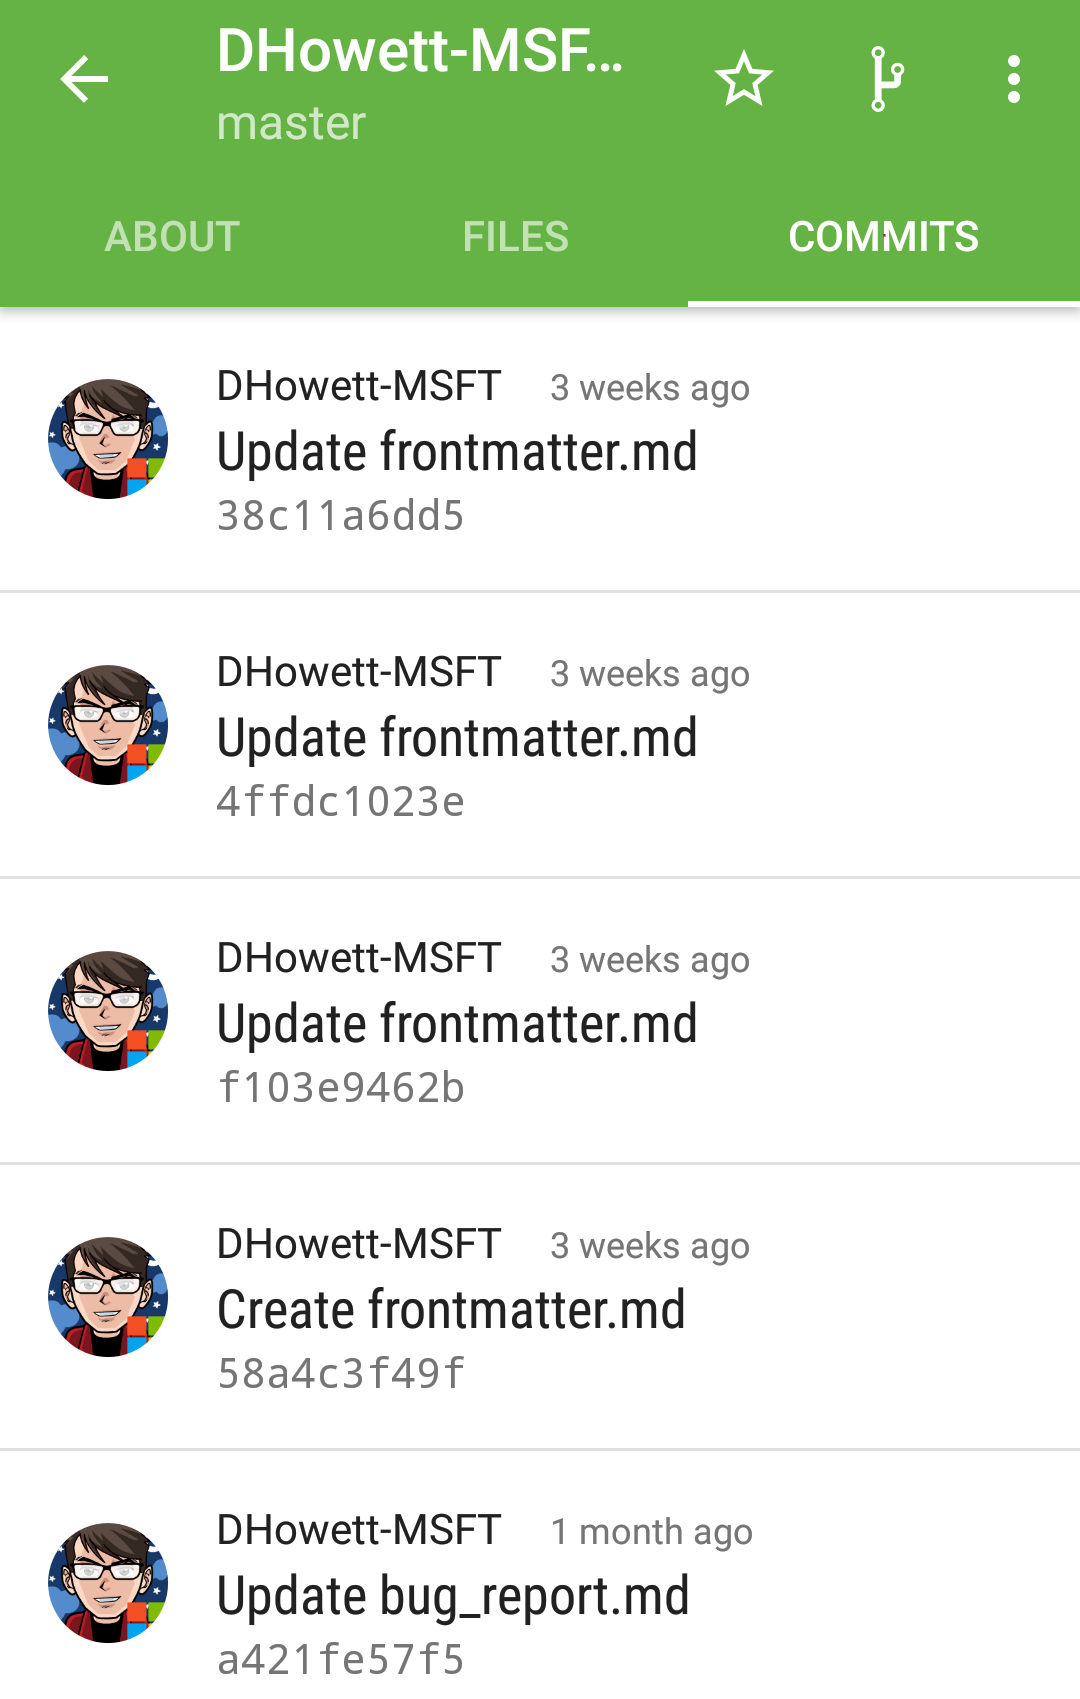 DHowett-MSF...
master
ABOUT FILES COMMITS
DHowett-MSFT 3 weeks ago
Update frontmatter.md
38c11a6dd5
DHowett-MSFT 3 weeks ago
Update frontmatter.md
4ffdc1023e
DHowett-MSFT 3 weeks ago
Update frontmatter.md
f103e9462b
DHowett-MSFT 3 weeks ago
Create frontmatter.md
58a4c3f49f
DHowett-MSFT 1 month ago
Update bug_report.md
a421fe57f5